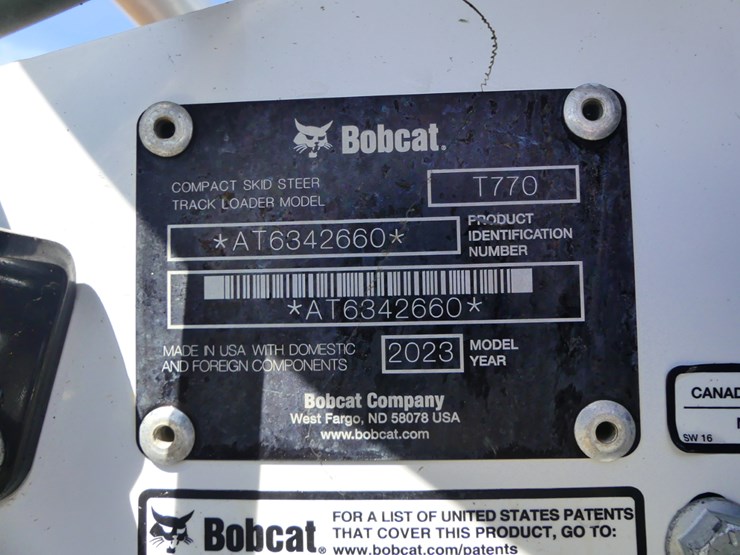 Bobcat.
COMPACT SKID STEER
TRACK LOADER MODEL
T770
*AT6342660*
PRODUCT
IDENTIFICATION
NUMBER
*AT6342660*
MADE IN USA WITH DOMESTIC
AND FOREIGN COMPONENTS
2023
MODEL
YEAR
Bobcat Company
West Fargo, ND 58078 USA
www.bobcat.com
CANAD
SW 16
Bobcat®
FOR A LIST OF UNITED STATES PATENTS
THAT COVER THIS PRODUCT, GO TO:
www.bobcat.com/patents